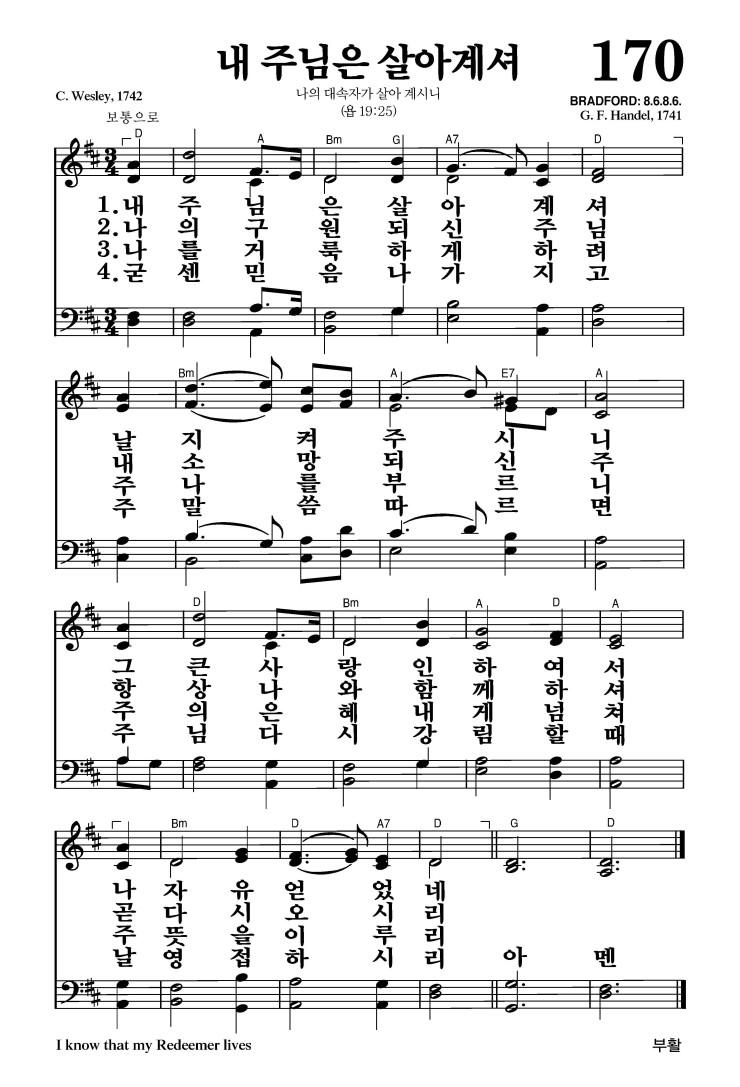 내 주님은 살아계셔 170
C. Wesley, 1742
나의 대속자가 살아 계시니
(욥 19:25)
BRADFORD: 8.6.8.6.
G. F. Handel, 1741
보통으로
D A Bm G A7 D
1.내 주 님 은 살 아 계 셔
2.나 의 구 원 되 신 주 님
3.나 를 거 룩 하 게 하 려
4.굳 센 믿 음 나 가 지 고
Bm A E7 A
날 지 켜 주 시 니
내 소 망 되 신 주
주 나 를 부 르 니
주 말 씀 따 르 면
D Bm A D A
그 큰 사 랑 인 하 여 서
항 상 나 와 함 께 하 셔
주 의 은 혜 내 게 넘 쳐
주 님 다 시 강 림 할 때
Bm D A7 D G D
나 자 유 얻 었 네
곧 다 시 오 시 리
주 뜻 을 이 루 리
날 영 접 하 시 리 아 멘
I know that my Redeemer lives 부활